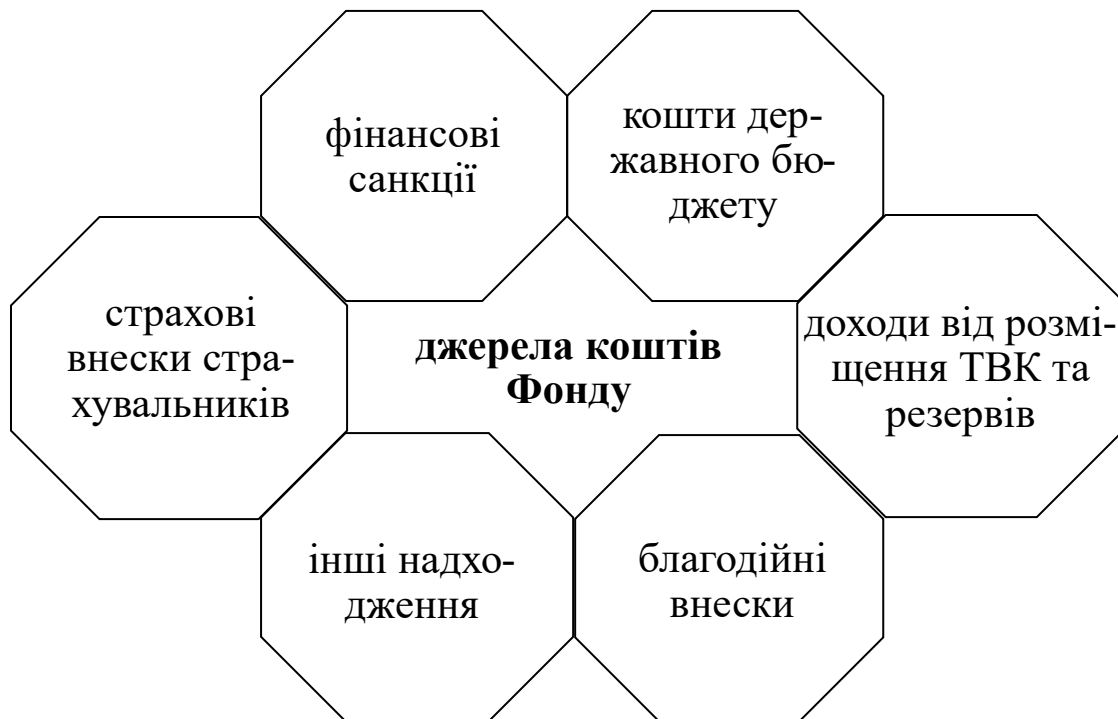 фінансові
санкції
кошти дер-
жавного бю-
джету
страхові
внески стра-
хувальників
джерела коштів
Фонду
доходи від розмі-
щення ТВК та
резервів
інші надхо-
дження
благодійні
внески